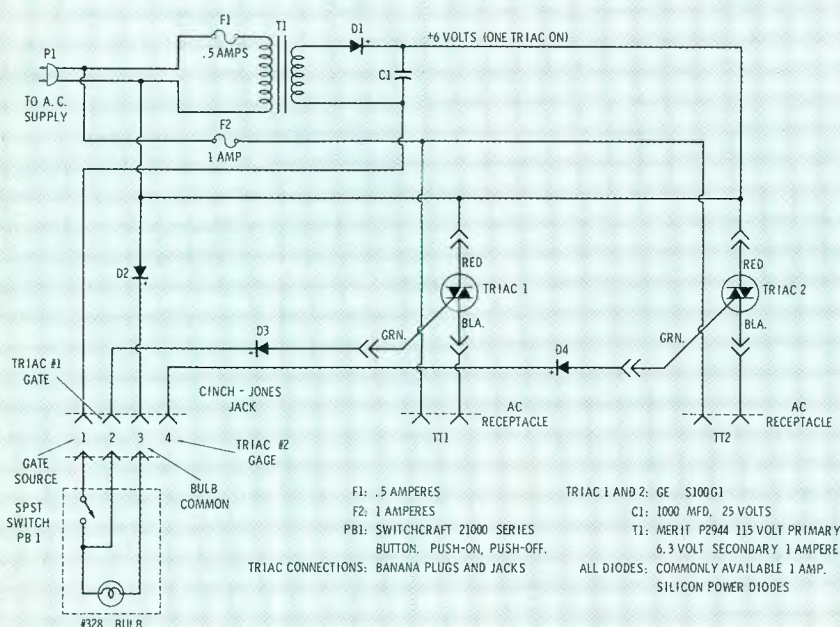 F1
T1
D1
+6 VOLTS (ONE TRIAC ON)
P1
.5 AMPS
C1
TO A. C.
SUPPLY
F2
1 AMP
RED
RED
D2
TRIAC 1
TRIAC 2
BLA.
BLA.
GRN.
GRN.
D3
D4
TRIAC #1
GATE
CINCH - JONES
JACK
AC
RECEPTACLE
AC
RECEPTACLE
TT1
TT2
1 2 3 4
TRIAC #2
GAGE
GATE
SOURCE
BULB
COMMON
SPST
SWITCH
PB 1
#328 BULB
F1: .5 AMPERES
F2: 1 AMPERES
PB1: SWITCHCRAFT 21000 SERIES
BUTTON. PUSH-ON, PUSH-OFF.
TRIAC CONNECTIONS: BANANA PLUGS AND JACKS
TRIAC 1 AND 2: GE S100G1
C1: 1000 MFD. 25 VOLTS
T1: MERIT P2944 115 VOLT PRIMARY
6.3 VOLT SECONDARY 1 AMPERE
ALL DIODES: COMMONLY AVAILABLE 1 AMP.
SILICON POWER DIODES